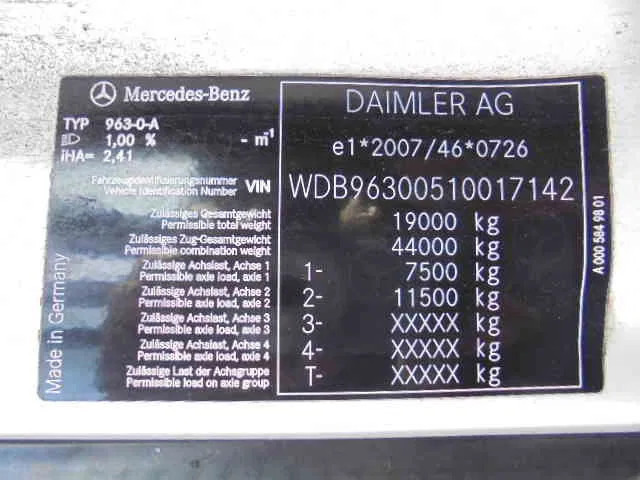 Mercedes-Benz
TYP 963-0-A
1,00 % - m⁻¹
iHA= 2,41
DAIMLER AG
e1*2007/46*0726
Fahrzeugidentifizierungsnummer
Vehicle Identification Number VIN WDB96300510017142
Zulässiges Gesamtgewicht
Permissible total weight 19000 kg
Zulässiges Zug-Gesamtgewicht
Permissible combination weight 44000 kg
Zulässige Achslast, Achse 1
Permissible axle load, axle 1 1- 7500 kg
Zulässige Achslast, Achse 2
Permissible axle load, axle 2 2- 11500 kg
Zulässige Achslast, Achse 3
Permissible axle load, axle 3 3- XXXXX kg
Zulässige Achslast, Achse 4
Permissible axle load, axle 4 4- XXXXX kg
Zulässige Last der Achsgruppe
Permissible load on axle group T- XXXXX kg
Made in Germany
A 000 584 98 01